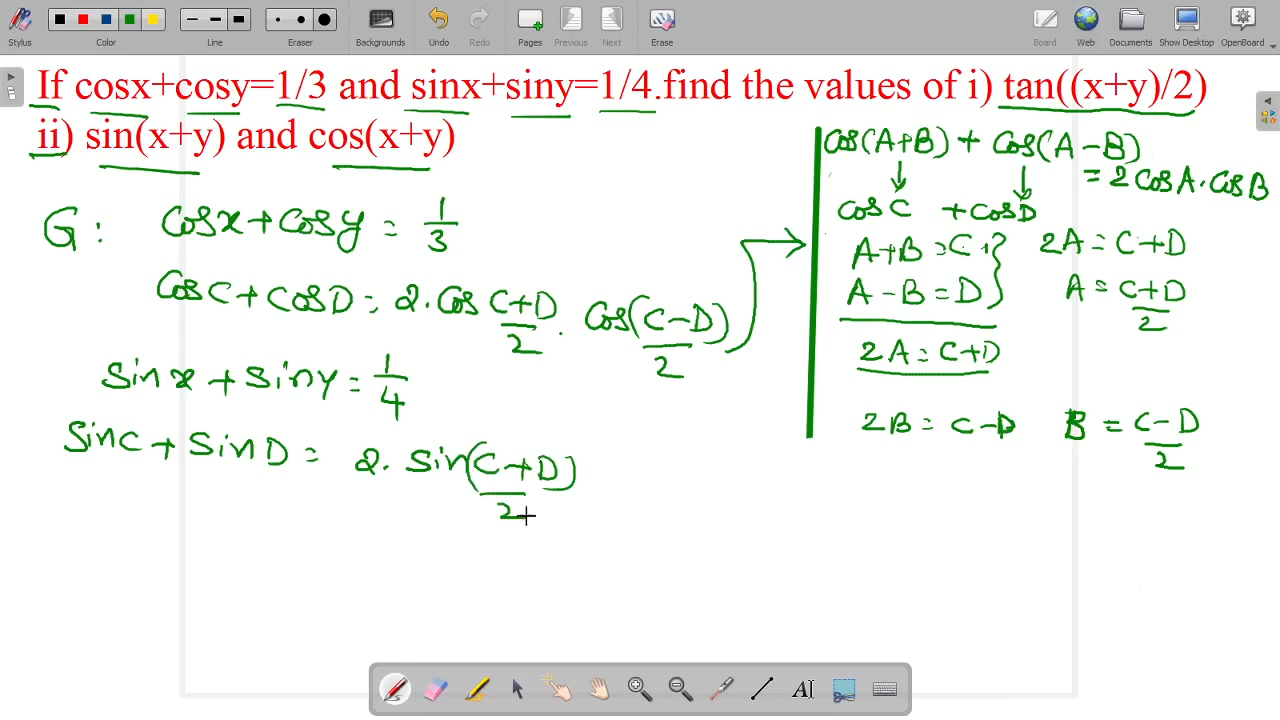 Stylus
Color
Line
Eraser
Backgrounds
Undo
Redo
Pages
Previous
Next
Erase
Board
Web
Documents
Show Desktop
OpenBoard
If cosx+cosy=1/3 and sinx+siny=1/4.find the values of i) tan((x+y)/2)
ii) sin(x+y) and cos(x+y)
G: cosx+cosy = 1/3
cosC+cosD = 2.cos C+D/2 . cos(C-D)/2
sinx+siny = 1/4
sinC+sinD = 2. sin(C+D)/2
cos(A+B) + cos(A-B)
= 2cosA.cosB
↓ ↓
cosC +cosD
A+B = C 2A = C+D
A-B = D A = C+D/2
2A = C+D
2B = C-D B = C-D/2
AI